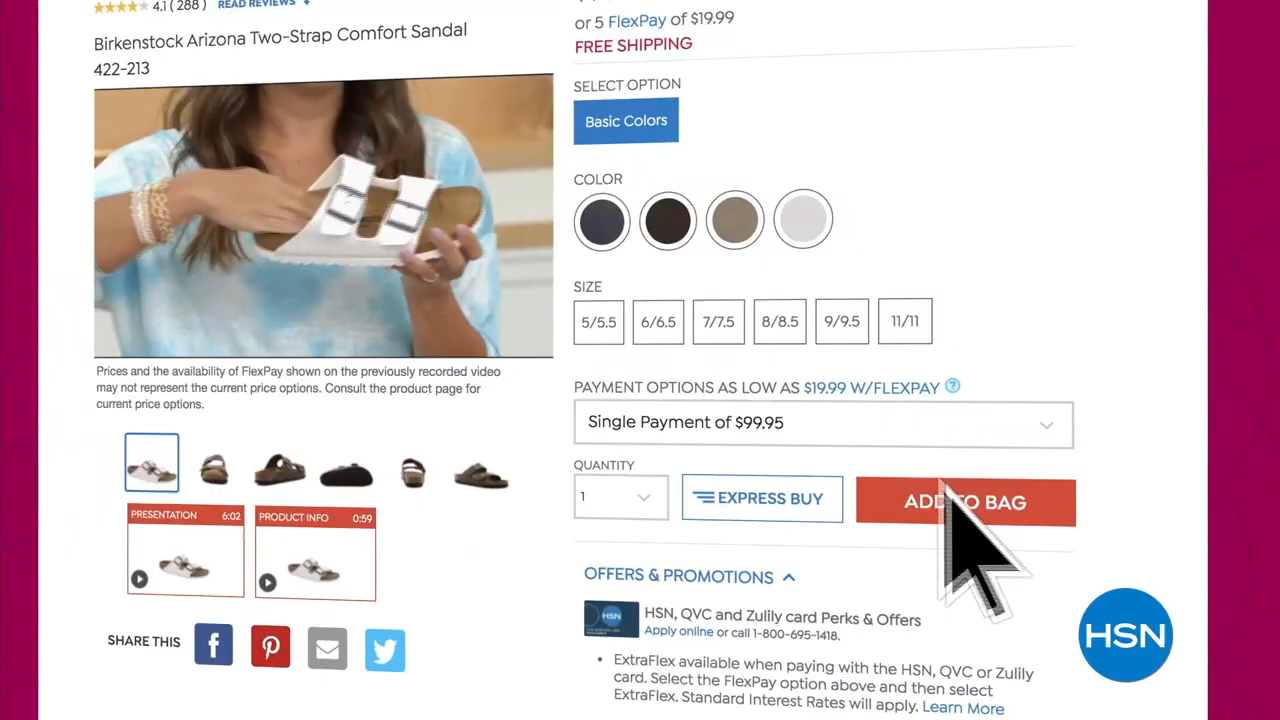 4.1 ( 288 ) READ REVIEWS
Birkenstock Arizona Two-Strap Comfort Sandal
422-213
Prices and the availability of FlexPay shown on the previously recorded video
may not represent the current price options. Consult the product page for
current price options.
PRESENTATION 6:02
PRODUCT INFO 0:59
SHARE THIS
or 5 FlexPay of $19.99
FREE SHIPPING
SELECT OPTION
Basic Colors
COLOR
SIZE
5/5.5 6/6.5 7/7.5 8/8.5 9/9.5 11/11
PAYMENT OPTIONS AS LOW AS $19.99 W/FLEXPAY ?
Single Payment of $99.95
QUANTITY
1
EXPRESS BUY
ADD TO BAG
OFFERS & PROMOTIONS
HSN
HSN, QVC and Zulily card Perks & Offers
Apply online or call 1-800-695-1418.
• ExtraFlex available when paying with the HSN, QVC or Zulily
card. Select the FlexPay option above and then select
ExtraFlex. Standard Interest Rates will apply. Learn More
HSN